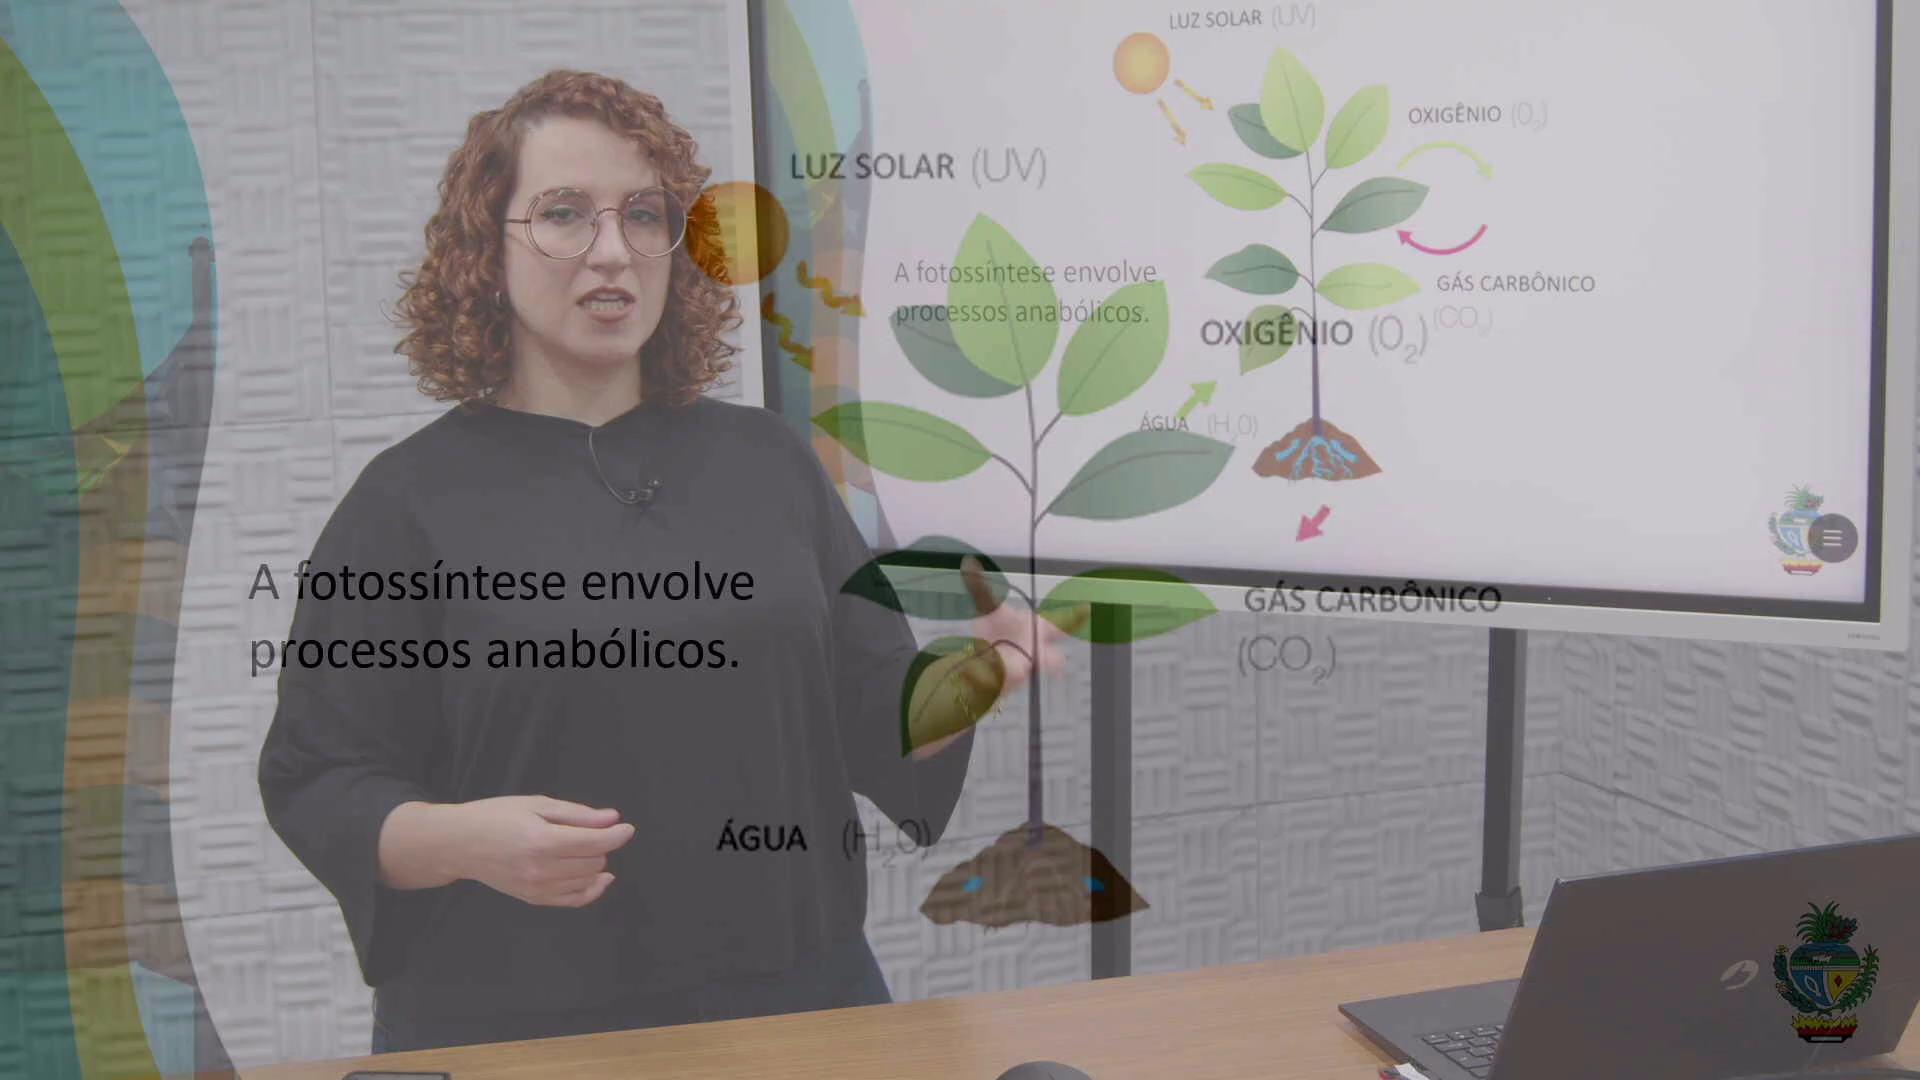 LUZ SOLAR (UV)
OXIGÊNIO (O₂)
GÁS CARBÔNICO
(CO₂)
A fotossíntese envolve
processos anabólicos.
ÁGUA (H₂O)
LUZ SOLAR (UV)
OXIGÊNIO (O₂)
A fotossíntese envolve
processos anabólicos.
GÁS CARBÔNICO
(CO₂)
ÁGUA (H₂O)